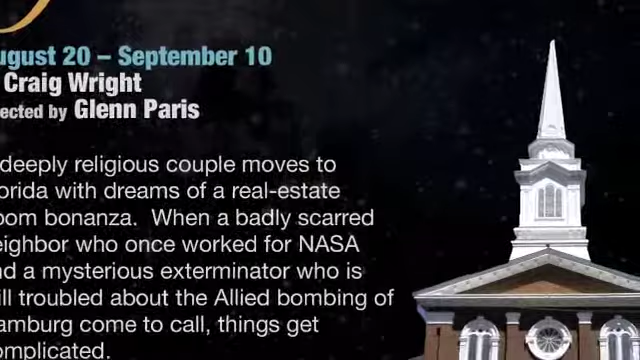 ugust 20 – September 10
Craig Wright
ected by Glenn Paris
deeply religious couple moves to
orida with dreams of a real-estate
oom bonanza. When a badly scarred
eighbor who once worked for NASA
nd a mysterious exterminator who is
ill troubled about the Allied bombing of
amburg come to call, things get
omplicated.